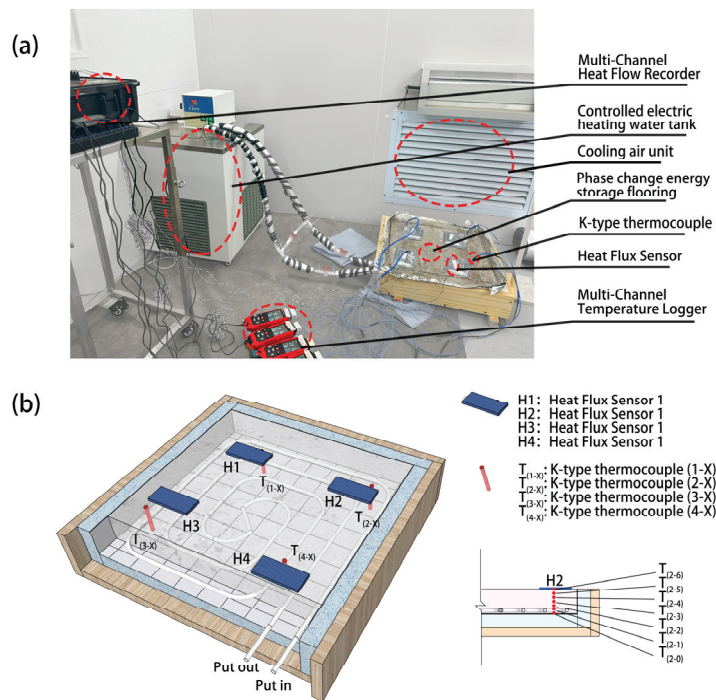 (a)
Multi-Channel
Heat Flow Recorder
Controlled electric
heating water tank
Cooling air unit
Phase change energy
storage flooring
K-type thermocouple
Heat Flux Sensor
Multi-Channel
Temperature Logger
(b)
H1
T(1-X)
H2
T(2-X)
H3
T(3-X)
H4
T(4-X)
Put out
Put in
H1: Heat Flux Sensor 1
H2: Heat Flux Sensor 1
H3: Heat Flux Sensor 1
H4: Heat Flux Sensor 1
T(1-X): K-type thermocouple (1-X)
T(2-X): K-type thermocouple (2-X)
T(3-X): K-type thermocouple (3-X)
T(4-X): K-type thermocouple (4-X)
H2
T(2-6)
T(2-5)
T(2-4)
T(2-3)
T(2-2)
T(2-1)
T(2-0)